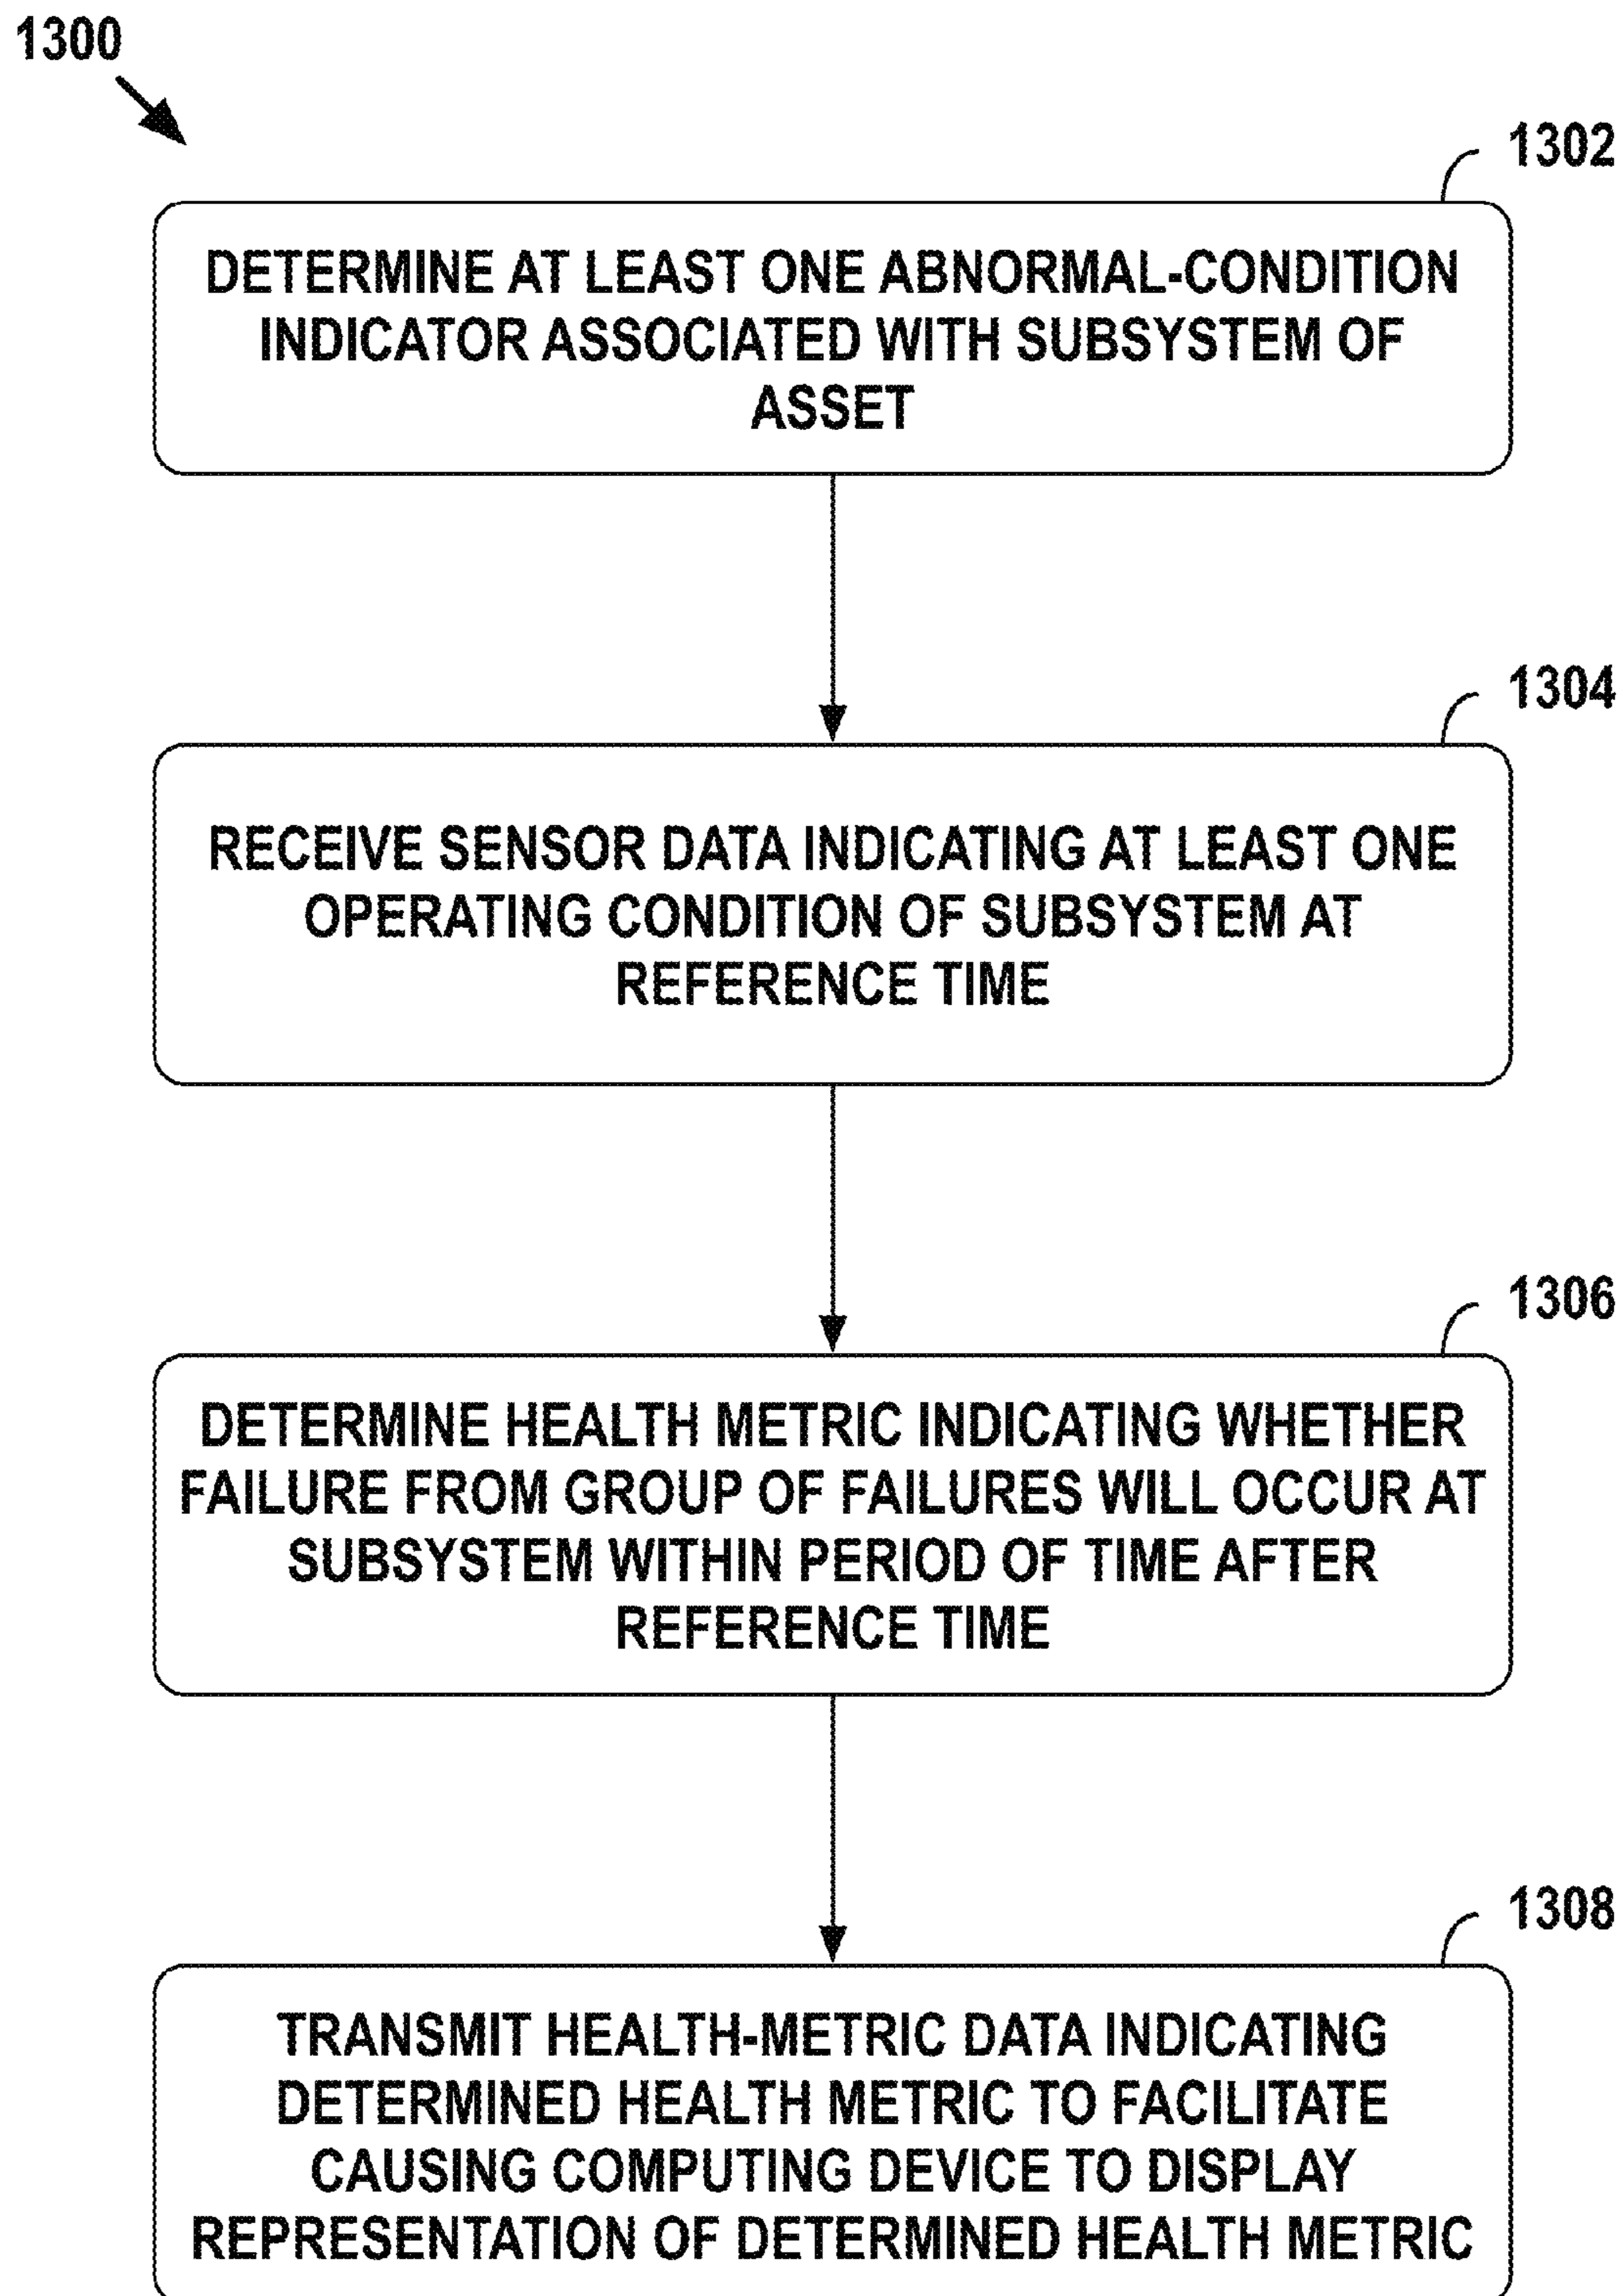 1300
1302
DETERMINE AT LEAST ONE ABNORMAL-CONDITION
INDICATOR ASSOCIATED WITH SUBSYSTEM OF
ASSET
1304
RECEIVE SENSOR DATA INDICATING AT LEAST ONE
OPERATING CONDITION OF SUBSYSTEM AT
REFERENCE TIME
1306
DETERMINE HEALTH METRIC INDICATING WHETHER
FAILURE FROM GROUP OF FAILURES WILL OCCUR AT
SUBSYSTEM WITHIN PERIOD OF TIME AFTER
REFERENCE TIME
1308
TRANSMIT HEALTH-METRIC DATA INDICATING
DETERMINED HEALTH METRIC TO FACILITATE
CAUSING COMPUTING DEVICE TO DISPLAY
REPRESENTATION OF DETERMINED HEALTH METRIC